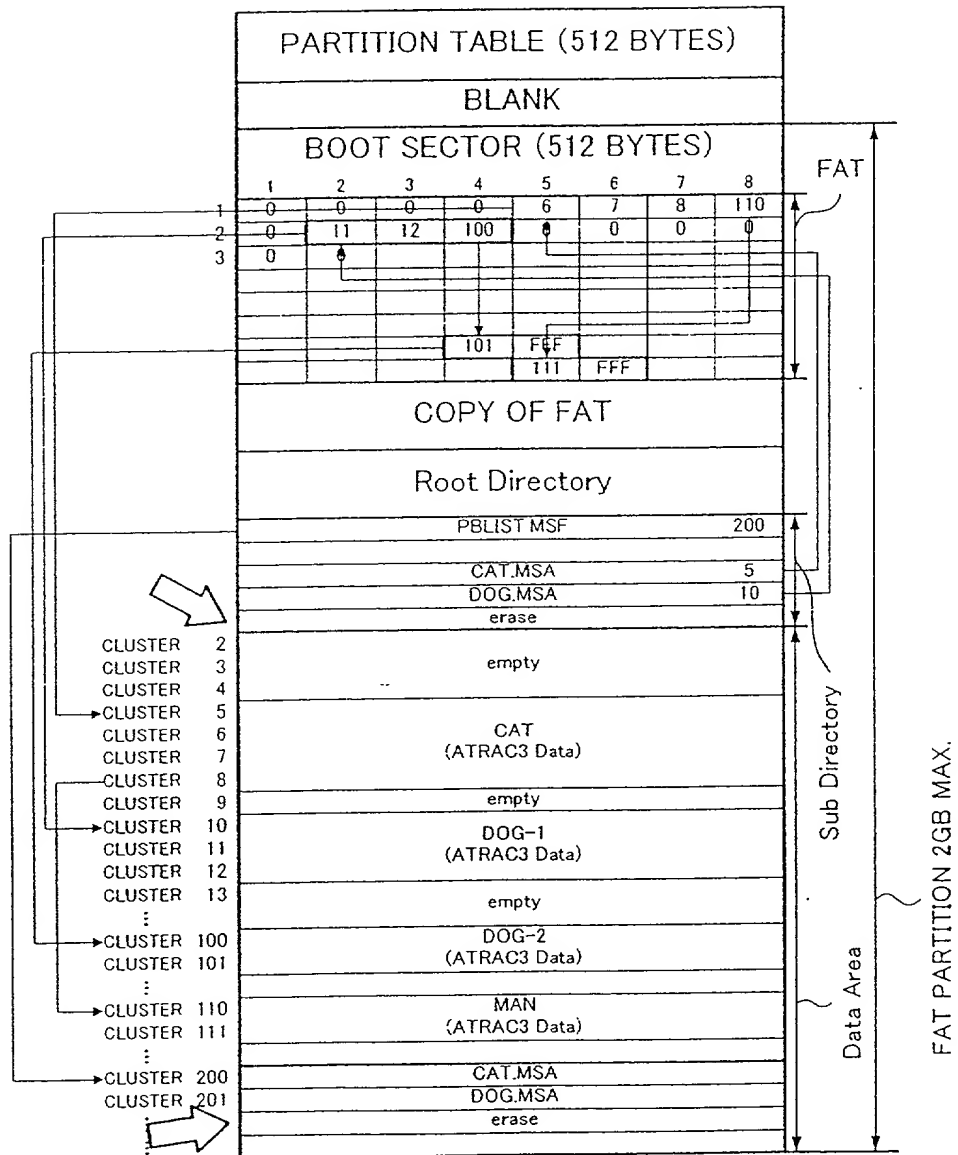 PARTITION TABLE (512 BYTES)
BLANK
BOOT SECTOR (512 BYTES)
FAT
1 2 3 4 5 6 7 8
1 0 0 0 0 6 7 8 110
2 0 11 12 100 0 0 0 0
3 0 0
101 FFF
111 FFF
COPY OF FAT
Root Directory
PBLIST MSF 200
CAT.MSA 5
DOG.MSA 10
erase
CLUSTER 2
CLUSTER 3
empty
CLUSTER 4
CLUSTER 5
CLUSTER 6
CAT
CLUSTER 7
(ATRAC3 Data)
CLUSTER 8
CLUSTER 9
empty
CLUSTER 10
DOG-1
CLUSTER 11
(ATRAC3 Data)
CLUSTER 12
CLUSTER 13
empty
CLUSTER 100
DOG-2
CLUSTER 101
(ATRAC3 Data)
CLUSTER 110
MAN
CLUSTER 111
(ATRAC3 Data)
CLUSTER 200
CAT.MSA
CLUSTER 201
DOG.MSA
erase
Sub Directory
Data Area
FAT PARTITION 2GB MAX.